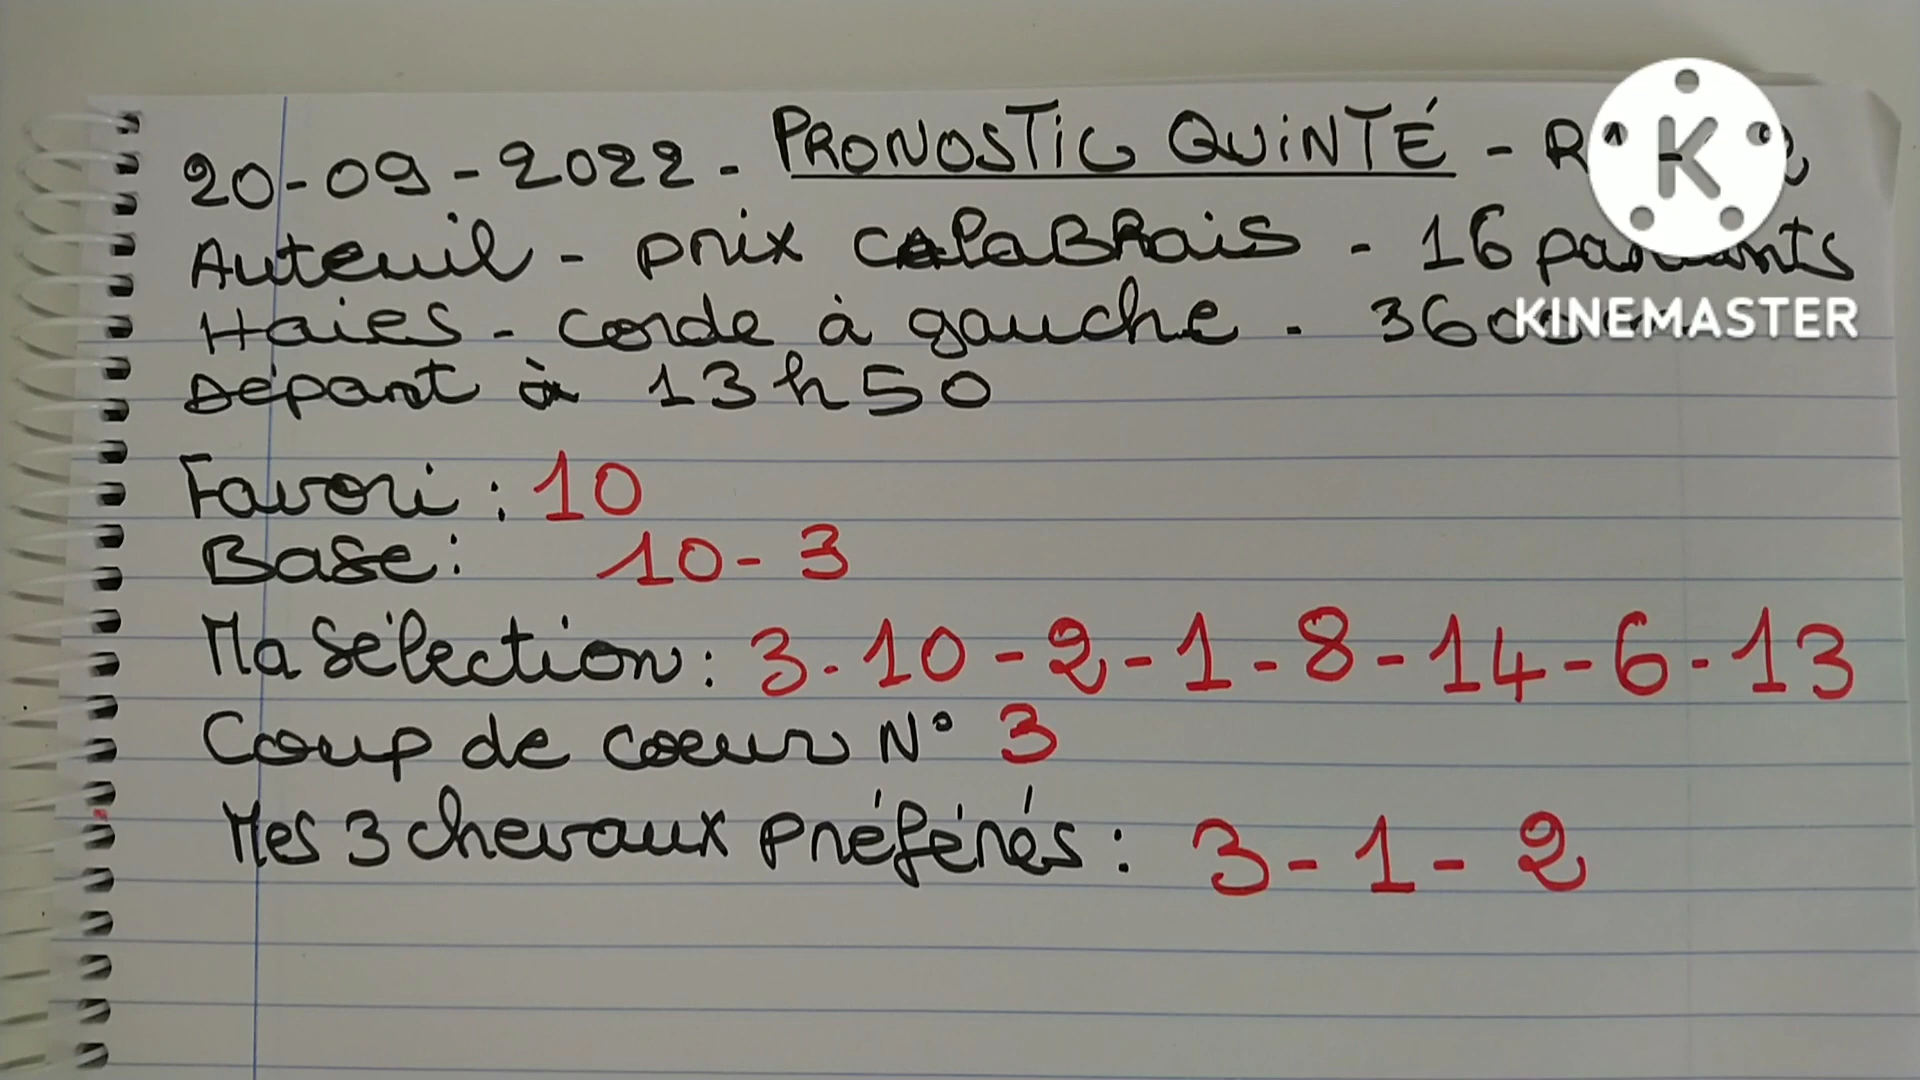 20-09-2022 - PRONOSTIC QUINTÉ -
Auteuil - prix CALABRAIS - 16 partants
Haies - corde à gauche - 3600
Départ à 13h50
Favori : 10
Base : 10 - 3
Ma Sélection : 3 - 10 - 2 - 1 - 8 - 14 - 6 - 13
Coup de coeur N° 3
Mes 3 chevaux préférés : 3 - 1 - 2
K
KINEMASTER